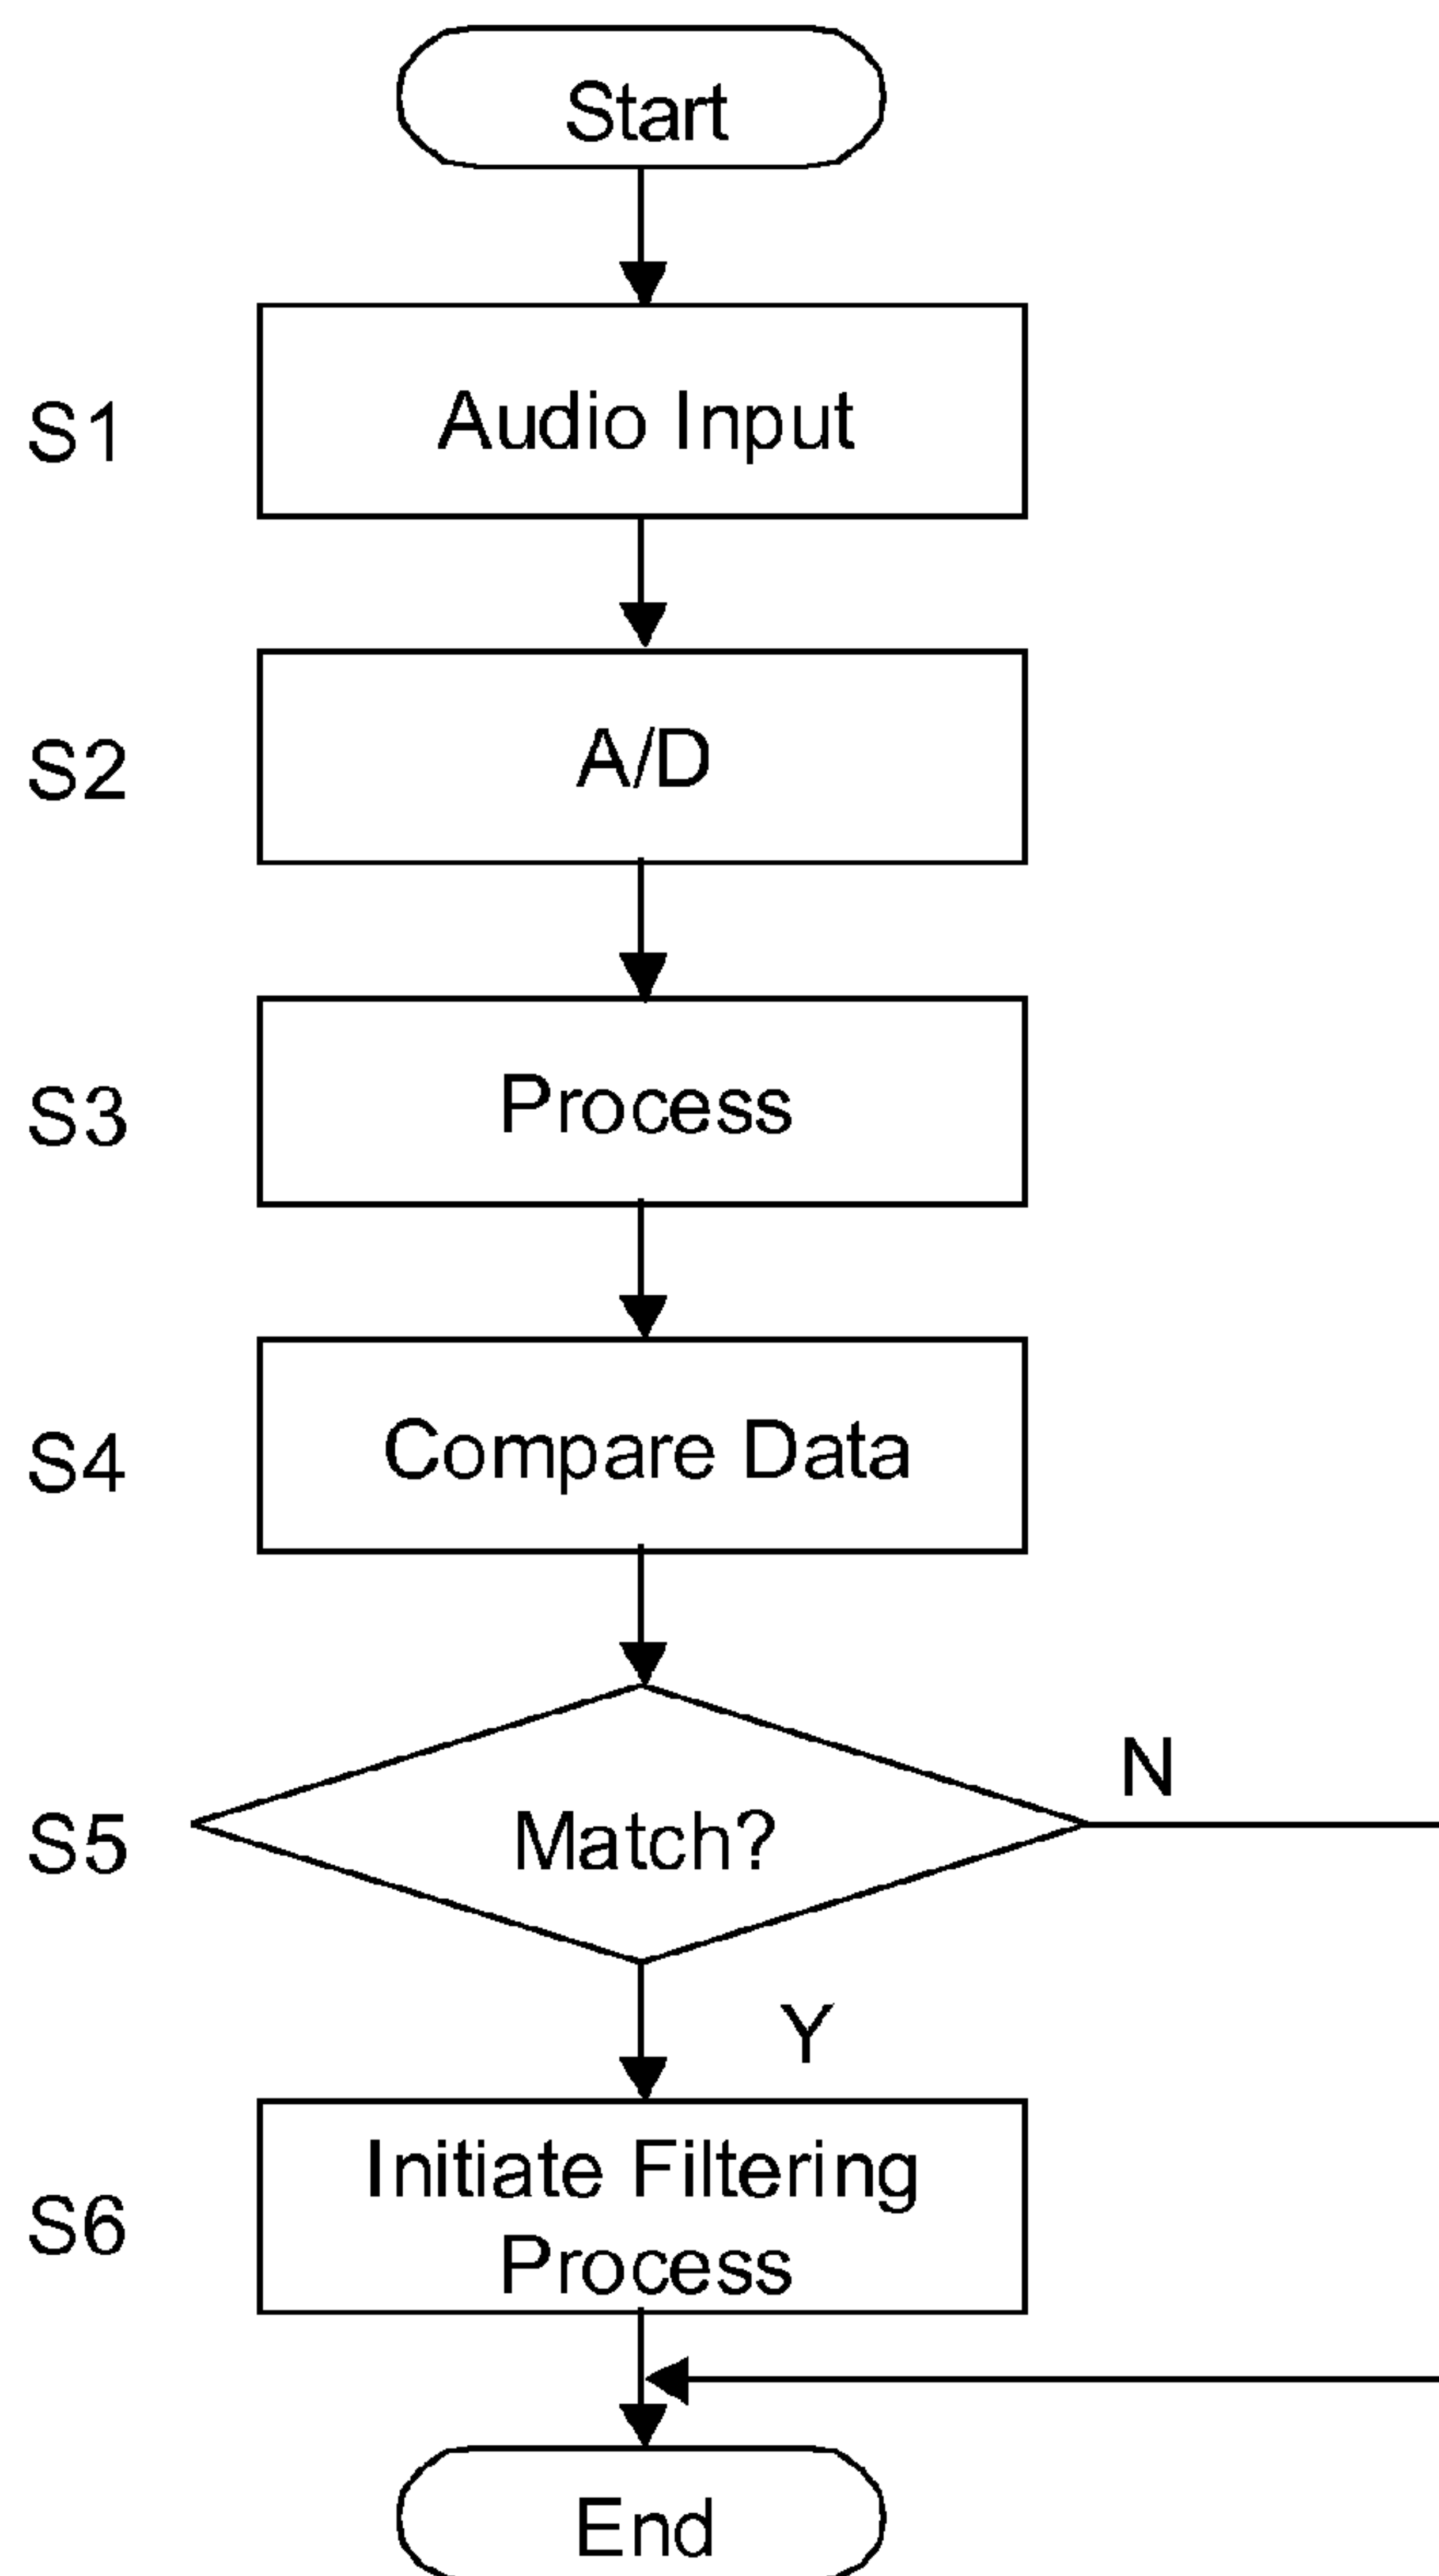 Start
S1
Audio Input
S2
A/D
S3
Process
S4
Compare Data
S5
Match?
N
Y
S6
Initiate Filtering
Process
End